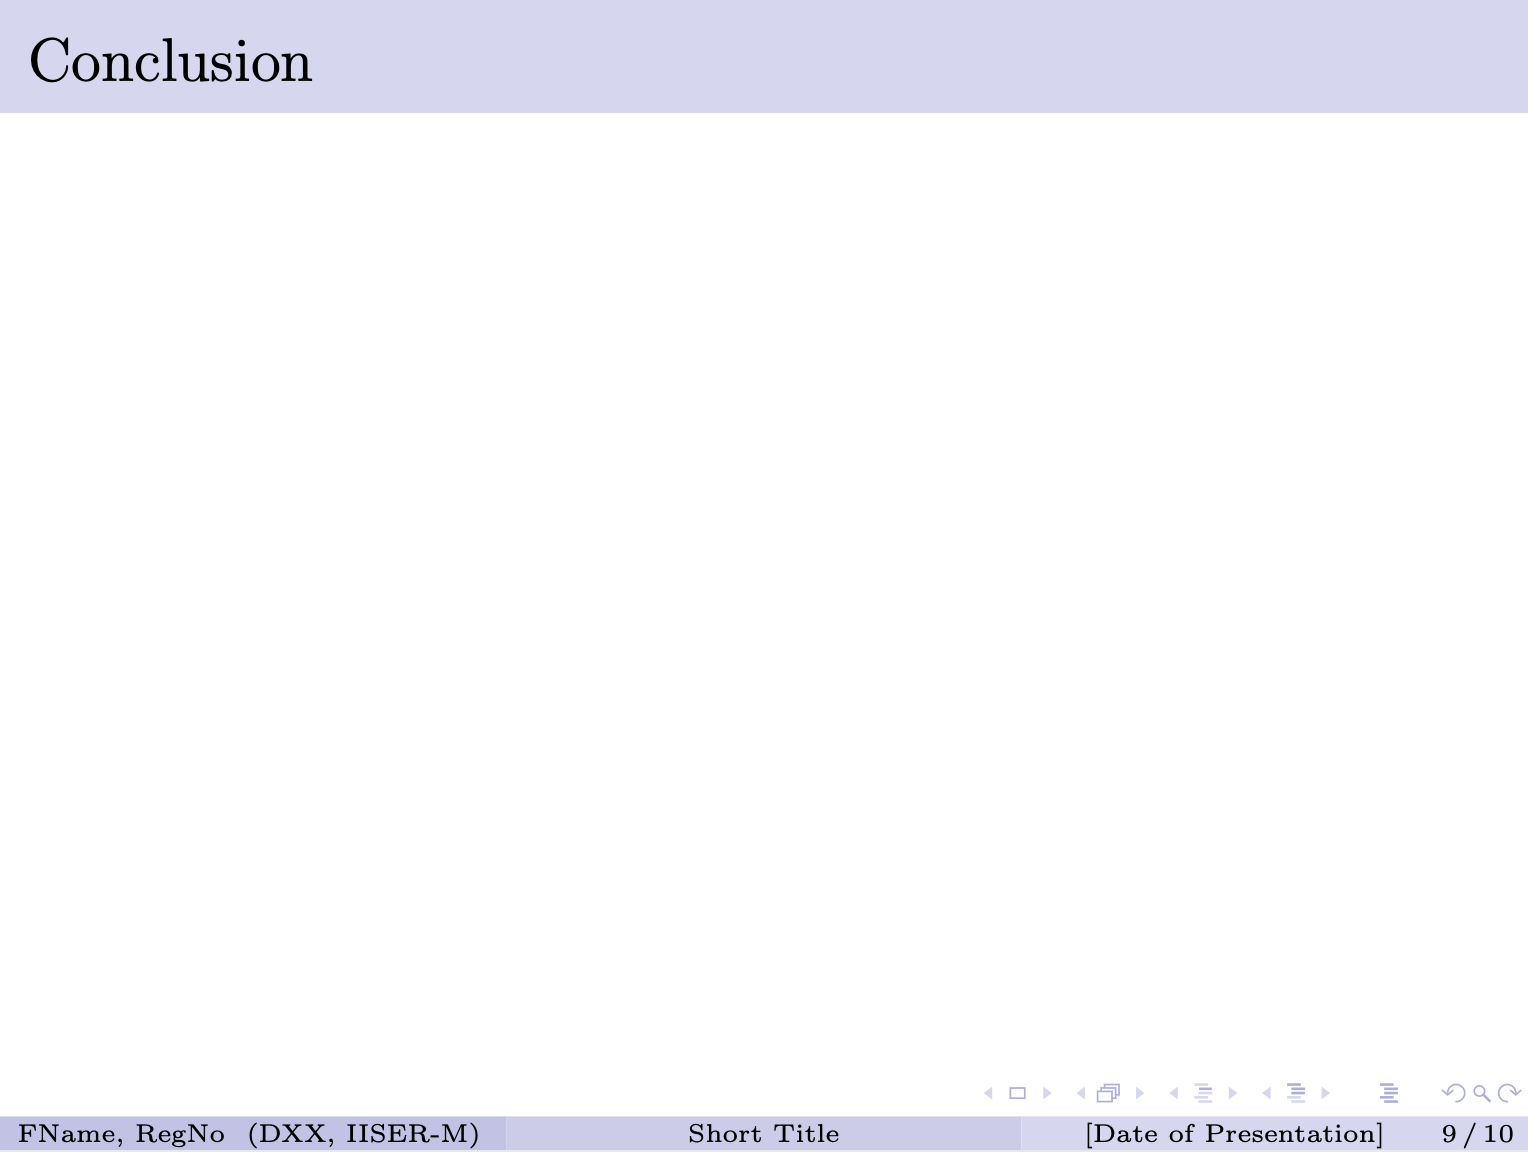 Conclusion
FName, RegNo (DXX, IISER-M) Short Title [Date of Presentation] 9 / 10